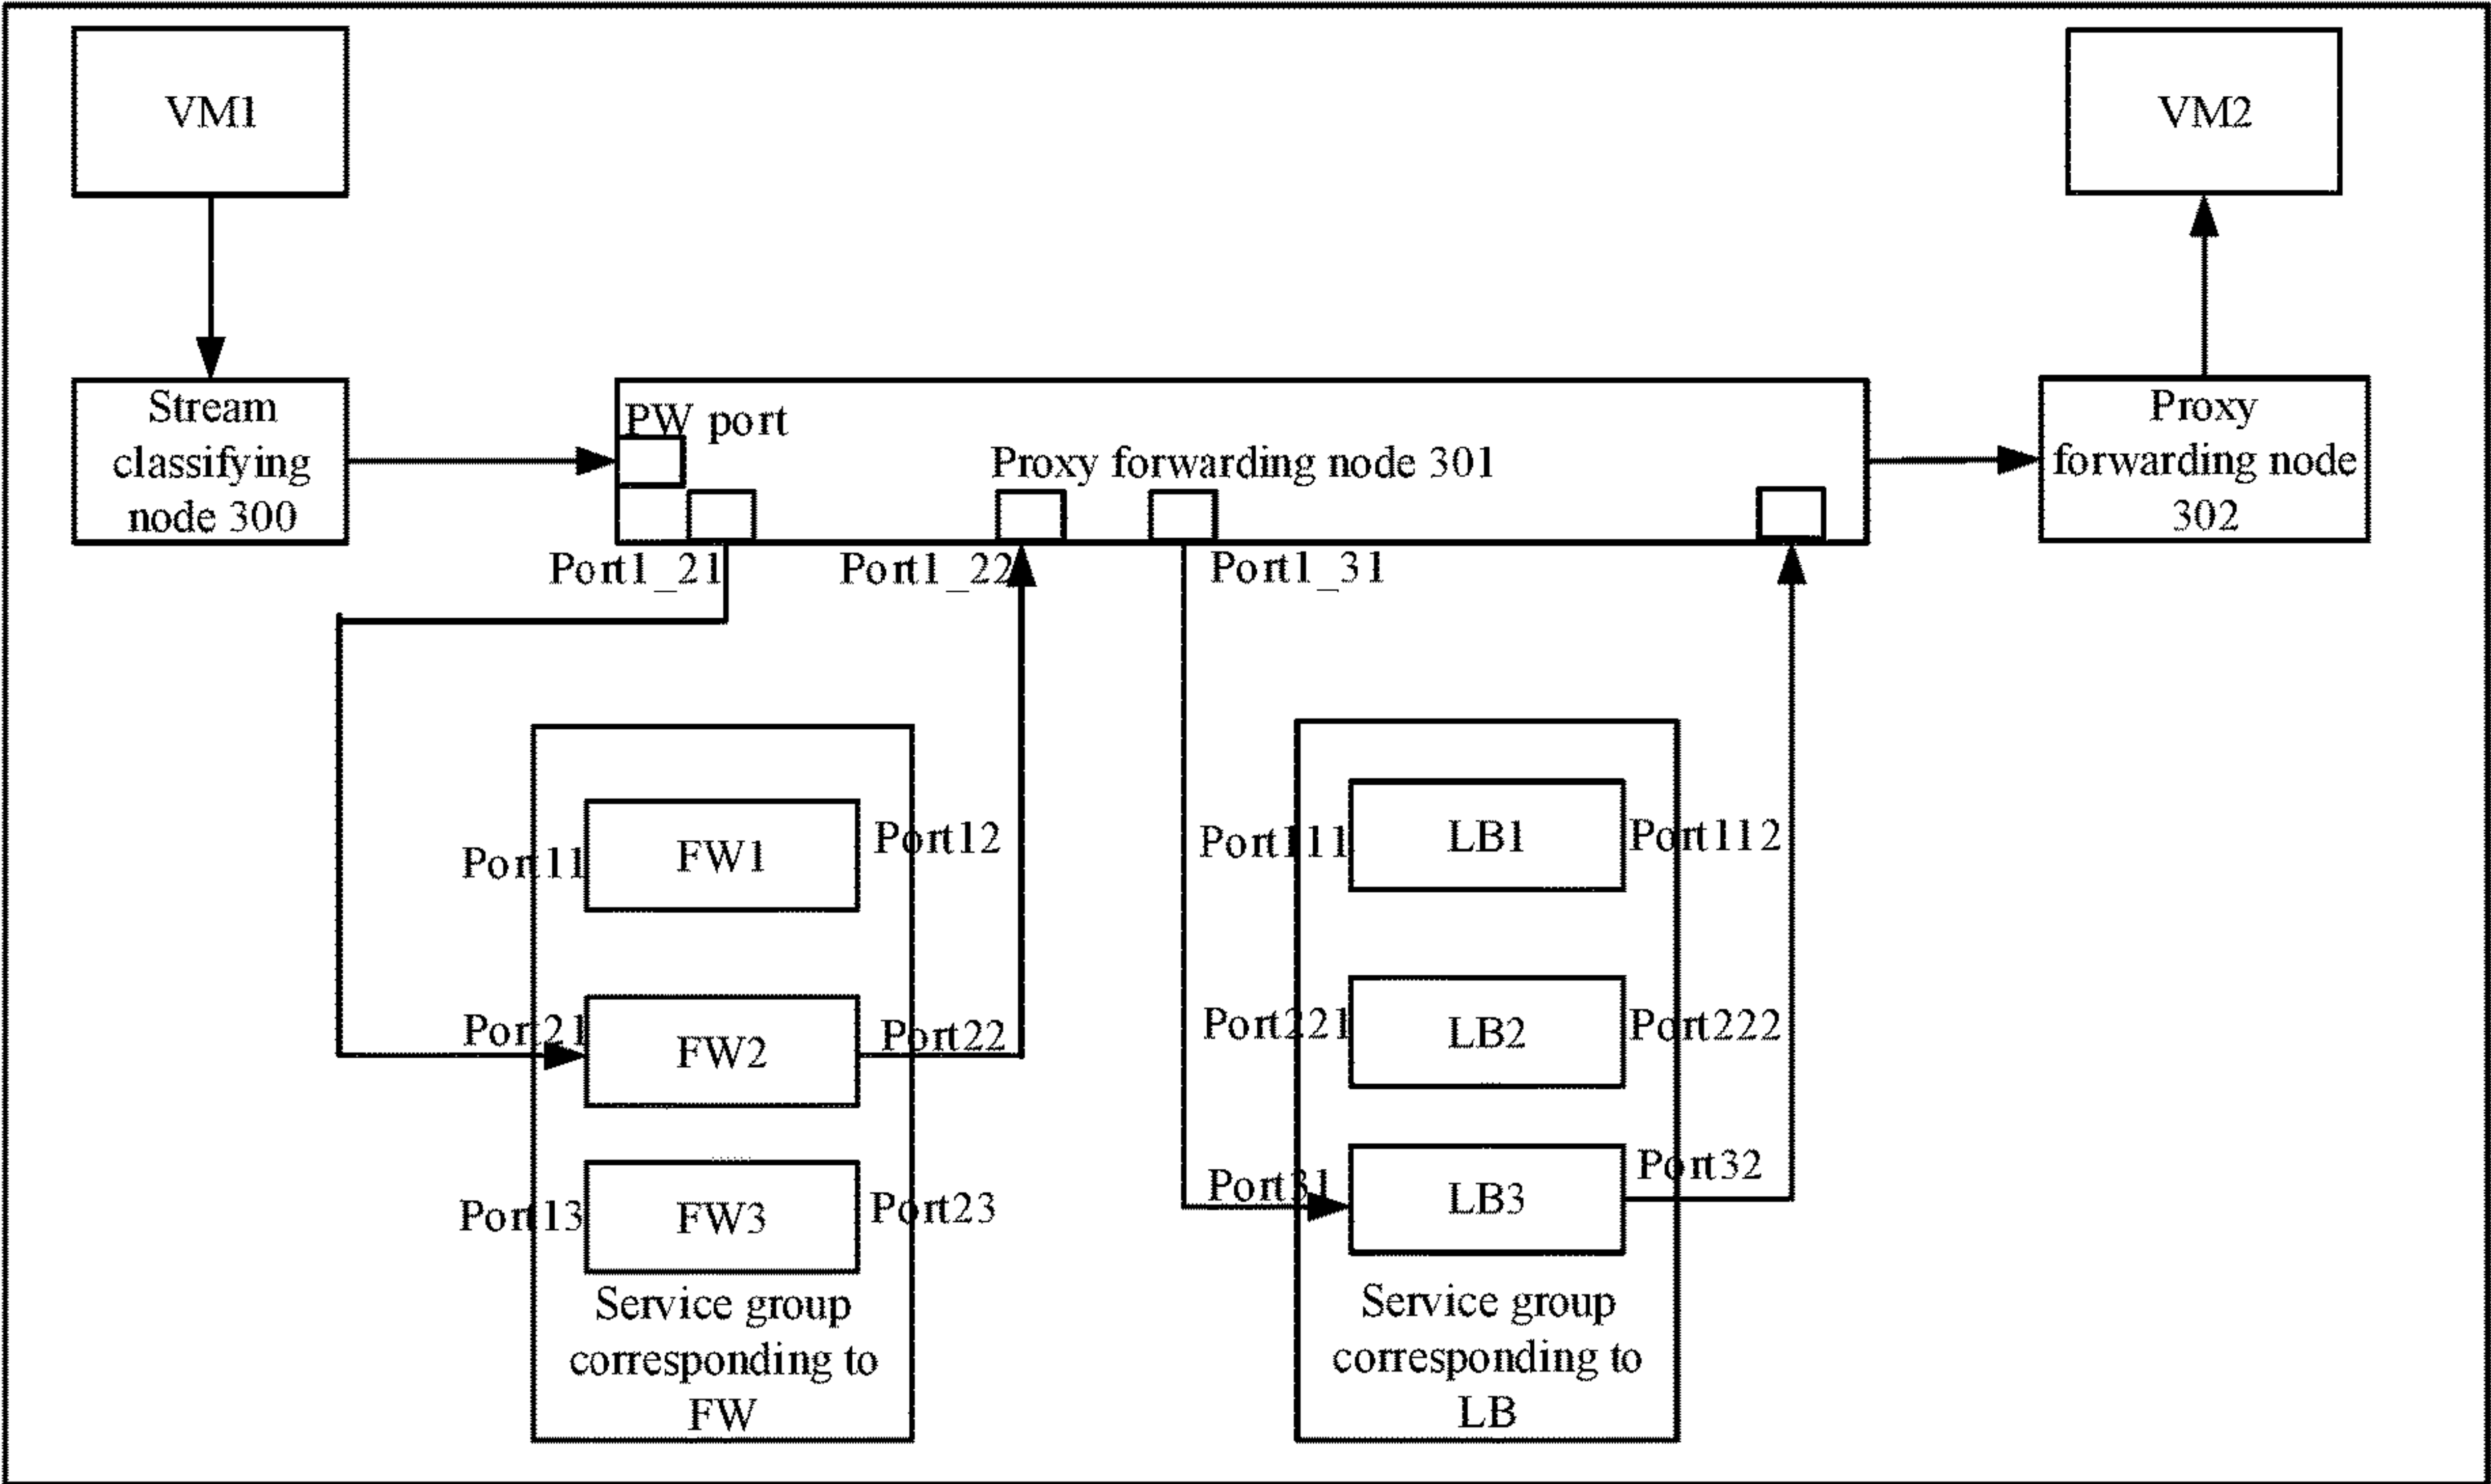 VM1
VM2
Stream
classifying
node 300
PW port
Proxy forwarding node 301
Proxy
forwarding node
302
Port1_21
Port1_22
Port1_31
Port11
FW1
Port12
Port21
FW2
Port22
Port13
FW3
Port23
Service group
corresponding to
FW
Port111
LB1
Port112
Port221
LB2
Port222
Port31
LB3
Port32
Service group
corresponding to
LB